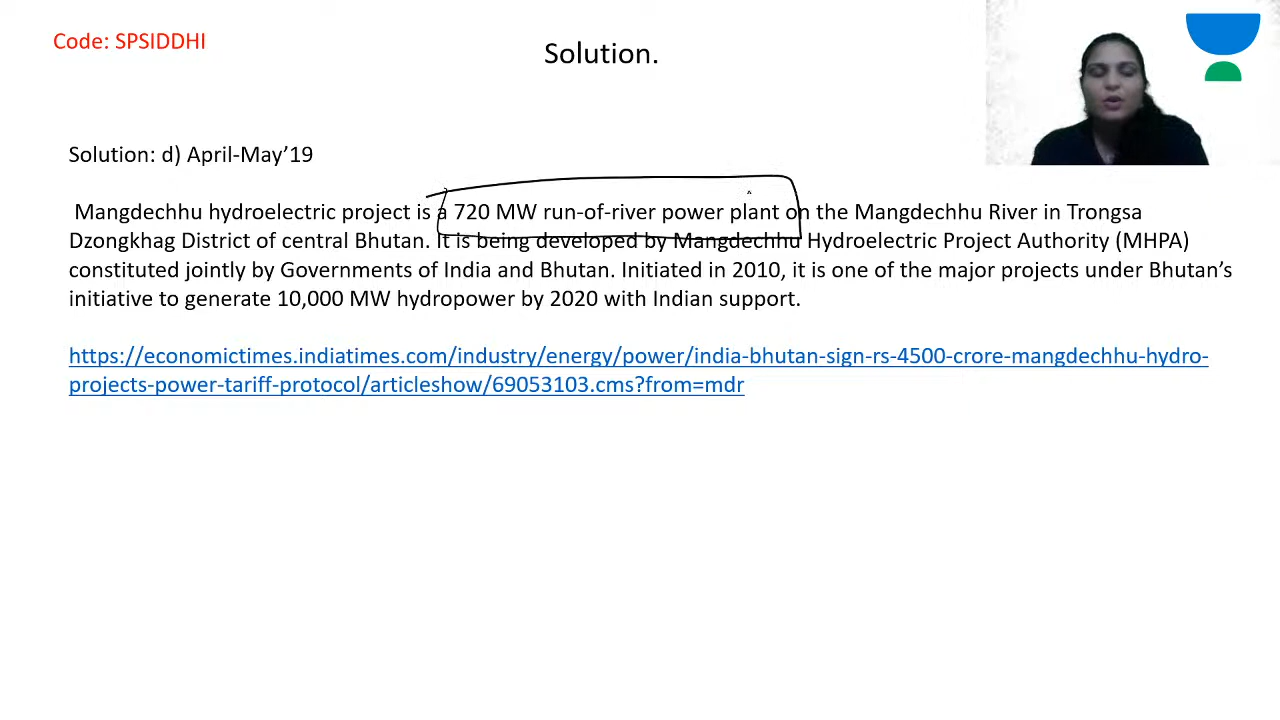 Code: SPSIDDHI
Solution.
Solution: d) April-May’19
Mangdechhu hydroelectric project is a 720 MW run-of-river power plant on the Mangdechhu River in Trongsa
Dzongkhag District of central Bhutan. It is being developed by Mangdechhu Hydroelectric Project Authority (MHPA)
constituted jointly by Governments of India and Bhutan. Initiated in 2010, it is one of the major projects under Bhutan’s
initiative to generate 10,000 MW hydropower by 2020 with Indian support.
https://economictimes.indiatimes.com/industry/energy/power/india-bhutan-sign-rs-4500-crore-mangdechhu-hydro-
projects-power-tariff-protocol/articleshow/69053103.cms?from=mdr